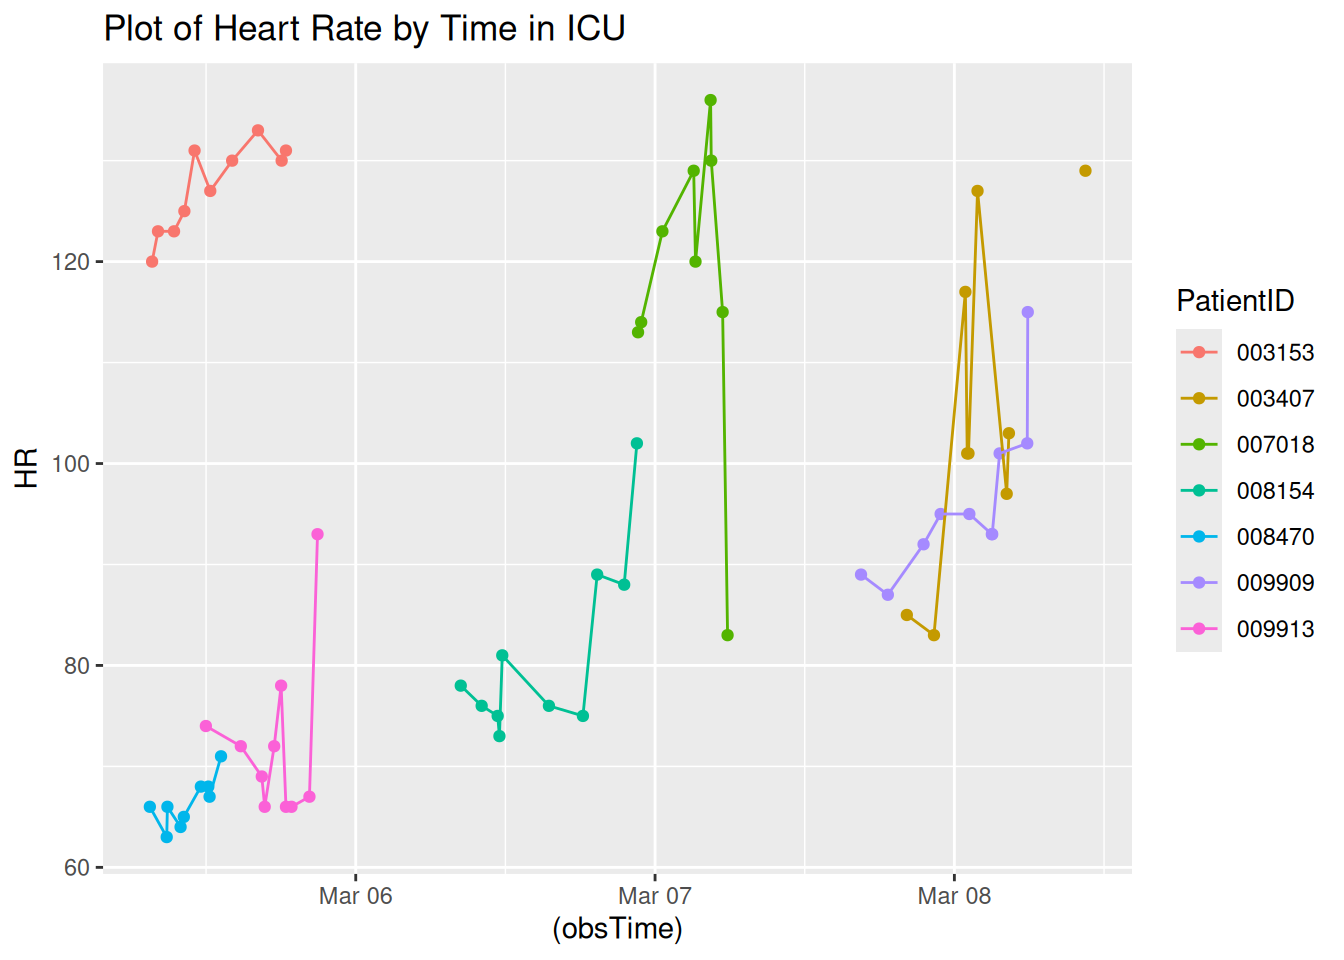 Plot of Heart Rate by Time in ICU
HR
120
100
80
60
Mar 06
Mar 07
Mar 08
(obsTime)
PatientID
003153
003407
007018
008154
008470
009909
009913